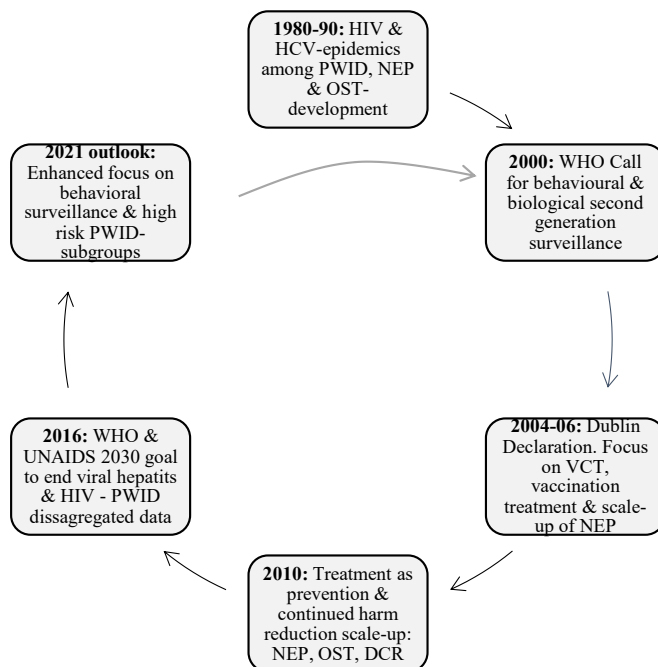 1980-90: HIV &
HCV-epidemics
among PWID, NEP
& OST-
development
2000: WHO Call
for behavioural &
biological second
generation
surveillance
2004-06: Dublin
Declaration. Focus
on VCT,
vaccination
treatment & scale-
up of NEP
2010: Treatment as
prevention &
continued harm
reduction scale-up:
NEP, OST, DCR
2016: WHO &
UNAIDS 2030 goal
to end viral hepatits
& HIV - PWID
dissagregated data
2021 outlook:
Enhanced focus on
behavioral
surveillance & high
risk PWID-
subgroups